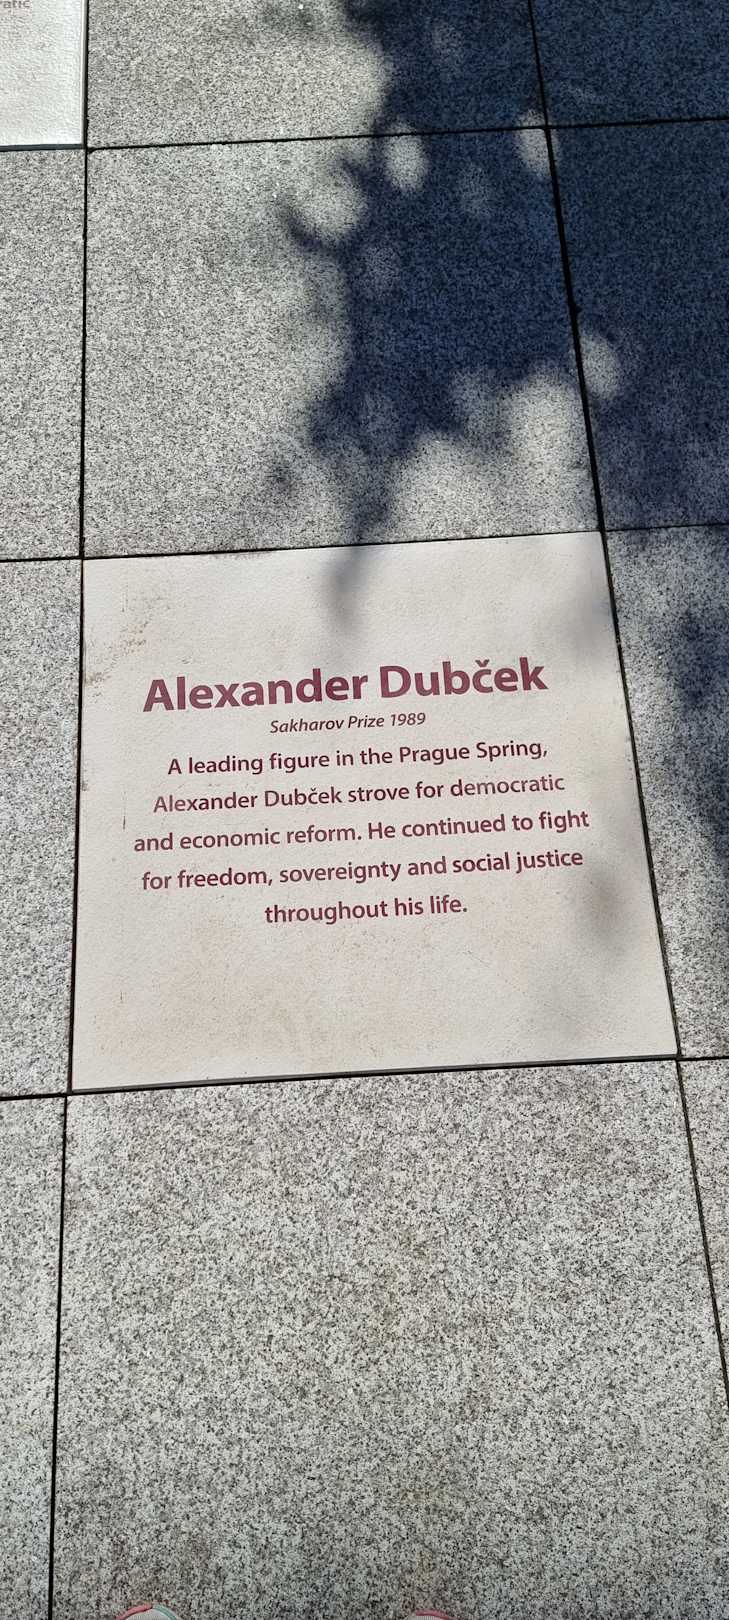 Alexander Dubček
Sakharov Prize 1989
A leading figure in the Prague Spring,
Alexander Dubček strove for democratic
and economic reform. He continued to fight
for freedom, sovereignty and social justice
throughout his life.